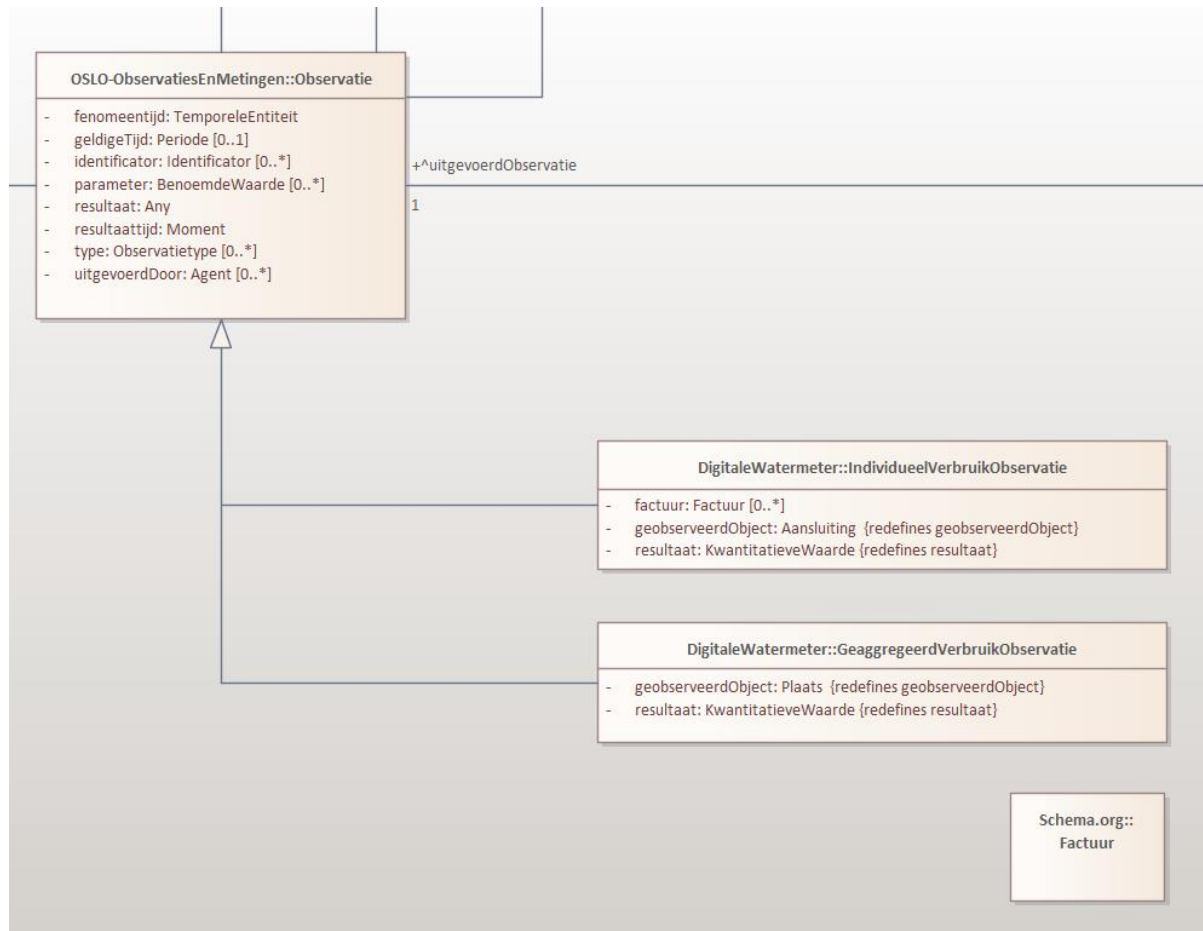 OSLO-ObservatiesEnMetingen::Observatie
- fenomeentijd: TemporeleEntiteit
- geldigeTijd: Periode [0..1]
- identificator: Identificator [0..*]
- parameter: BenoemdeWaarde [0..*]
- resultaat: Any
- resultaattijd: Moment
- type: Observatietype [0..*]
- uitgevoerdDoor: Agent [0..*]
+^uitgevoerdObservatie
1
DigitaleWatermeter::IndividueelVerbruikObservatie
- factuur: Factuur [0..*]
- geobserveerdObject: Aansluiting {redefines geobserveerdObject}
- resultaat: KwantitatieveWaarde {redefines resultaat}
DigitaleWatermeter::GeaggregeerdVerbruikObservatie
- geobserveerdObject: Plaats {redefines geobserveerdObject}
- resultaat: KwantitatieveWaarde {redefines resultaat}
Schema.org::
Factuur